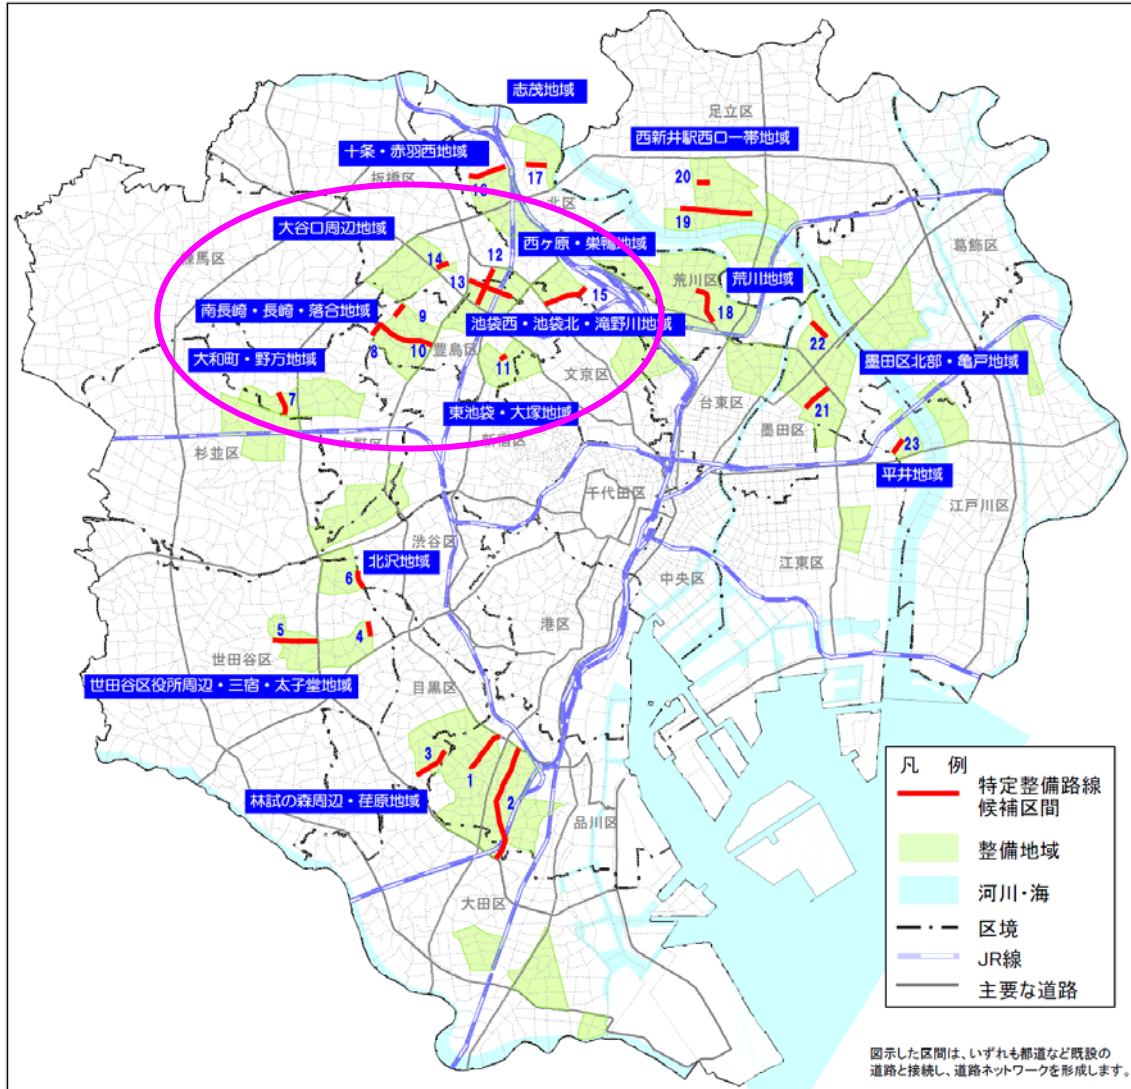 志茂地域
足立区
西新井駅西口一帯地域
十条・赤羽西地域
板橋区
17
20
16
北区
19
大谷口周辺地域
西ヶ原・巣鴨地域
葛飾区
12
練馬区
14
荒川区
荒川地域
13
15
南長崎・長崎・落合地域
9
18
池袋西・池袋北・滝野川地域
8
10
豊島区
22
大和町・野方地域
11
墨田区北部・亀戸地域
文京区
7
台東区
21
東池袋・大塚地域
墨田区
杉並区
中野区
新宿区
23
平井地域
千代田区
江戸川区
渋谷区
北沢地域
江東区
6
中央区
港区
5
4
世田谷区
世田谷区役所周辺・三宿・太子堂地域
目黒区
3
1
2
林試の森周辺・荏原地域
品川区
大田区
凡 例
特定整備路線
候補区間
整備地域
河川・海
区境
JR線
主要な道路
図示した区間は、いずれも都道など既設の
道路と接続し、道路ネットワークを形成します。